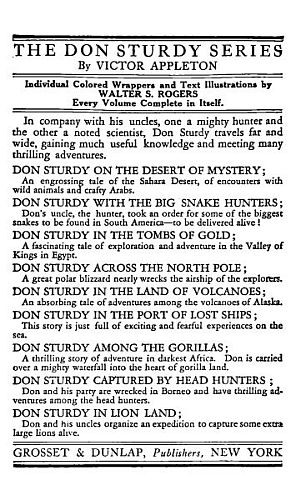 THE DON STURDY SERIES
By VICTOR APPLETON
Individual Colored Wrappers and Text Illustrations by
WALTER S. ROGERS
Every Volume Complete in Itself.
In company with his uncles, one a mighty hunter and
the other a noted scientist, Don Sturdy travels far and
wide, gaining much useful knowledge and meeting many
thrilling adventures.
DON STURDY ON THE DESERT OF MYSTERY;
An engrossing tale of the Sahara Desert, of encounters with
wild animals and crafty Arabs.
DON STURDY WITH THE BIG SNAKE HUNTERS;
Don's uncle, the hunter, took an order for some of the biggest
snakes to be found in South America—to be delivered alive!
DON STURDY IN THE TOMBS OF GOLD;
A fascinating tale of exploration and adventure in the Valley of
Kings in Egypt.
DON STURDY ACROSS THE NORTH POLE;
A great polar blizzard nearly wrecks the airship of the explorers.
DON STURDY IN THE LAND OF VOLCANOES;
An absorbing tale of adventures among the volcanoes of Alaska.
DON STURDY IN THE PORT OF LOST SHIPS;
This story is just full of exciting and fearful experiences on the
sea.
DON STURDY AMONG THE GORILLAS;
A thrilling story of adventure in darkest Africa. Don is carried
over a mighty waterfall into the heart of gorilla land.
DON STURDY CAPTURED BY HEAD HUNTERS;
Don and his party are wrecked in Borneo and have thrilling ad-
ventures among the head hunters.
DON STURDY IN LION LAND;
Don and his uncles organize an expedition to capture some extra
large lions alive.
GROSSET & DUNLAP, Publishers, NEW YORK